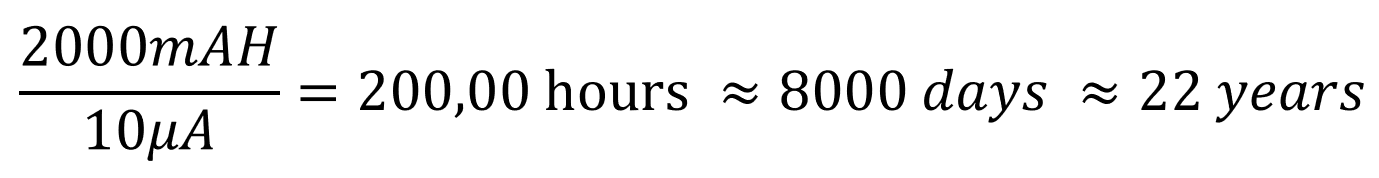 2000mAH
10μA
= 200,00 hours ≈ 8000 days ≈ 22 years